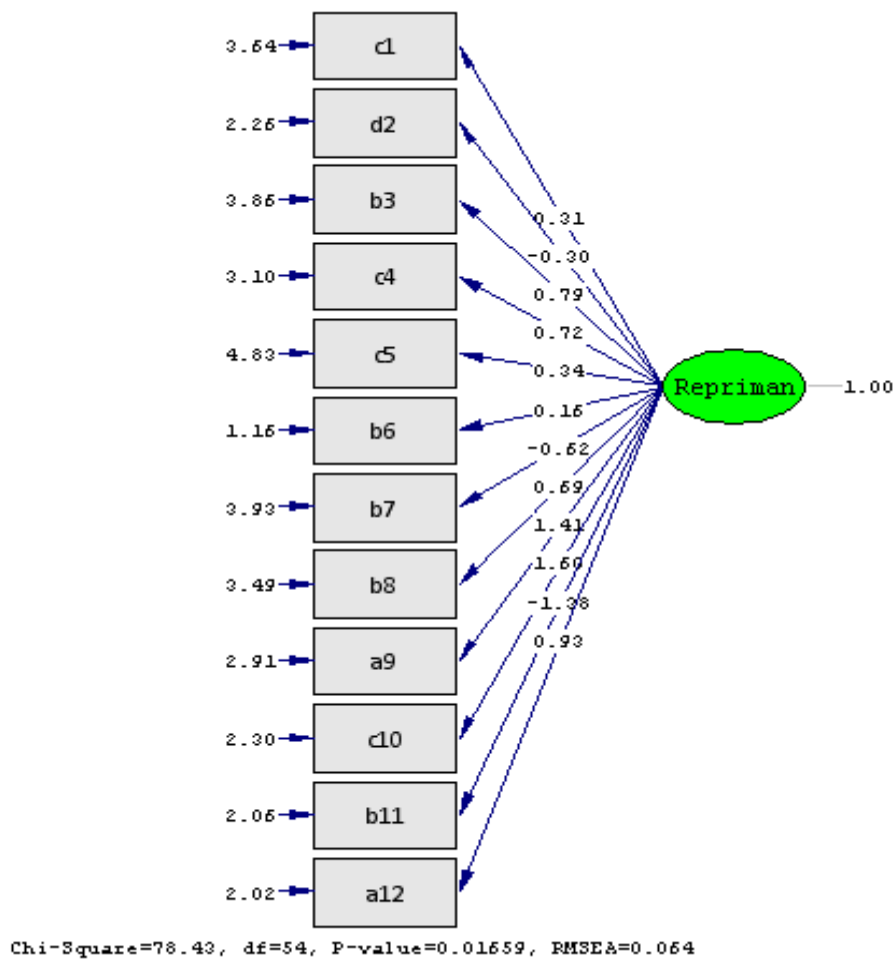 3.64 c1
2.26 d2
3.86 b3
3.10 c4
4.83 c5
1.16 b6
3.93 b7
3.49 b8
2.91 a9
2.30 c10
2.06 b11
2.02 a12
0.31
-0.30
0.79
0.72
0.34
0.16
-0.62
0.69
1.41
1.60
-1.38
0.93
Repriman 1.00
Chi-Square=78.43, df=54, P-value=0.01659, RMSEA=0.064